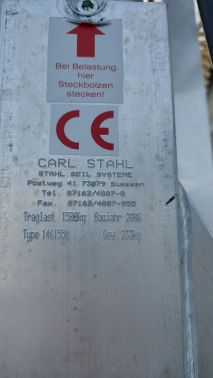 Bei Belastung
hier
Steckbolzen
stecken!
CE
CARL STAHL
STAHL SEIL SYSTEME
Postweg 41 73079 Suessen
Tel. 07162/4007-0
Fax. 07162/4007-955
Traglast 1500kg Baujahr 2006
Type 1461550 Gew 233kg